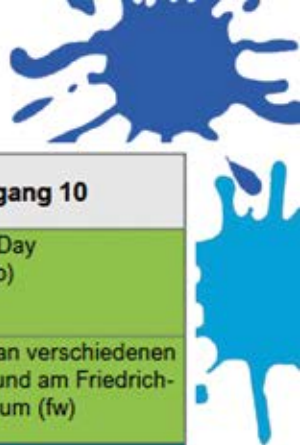 gang 10
Day
)
an verschiedenen
und am Friedrich-
um (fw)